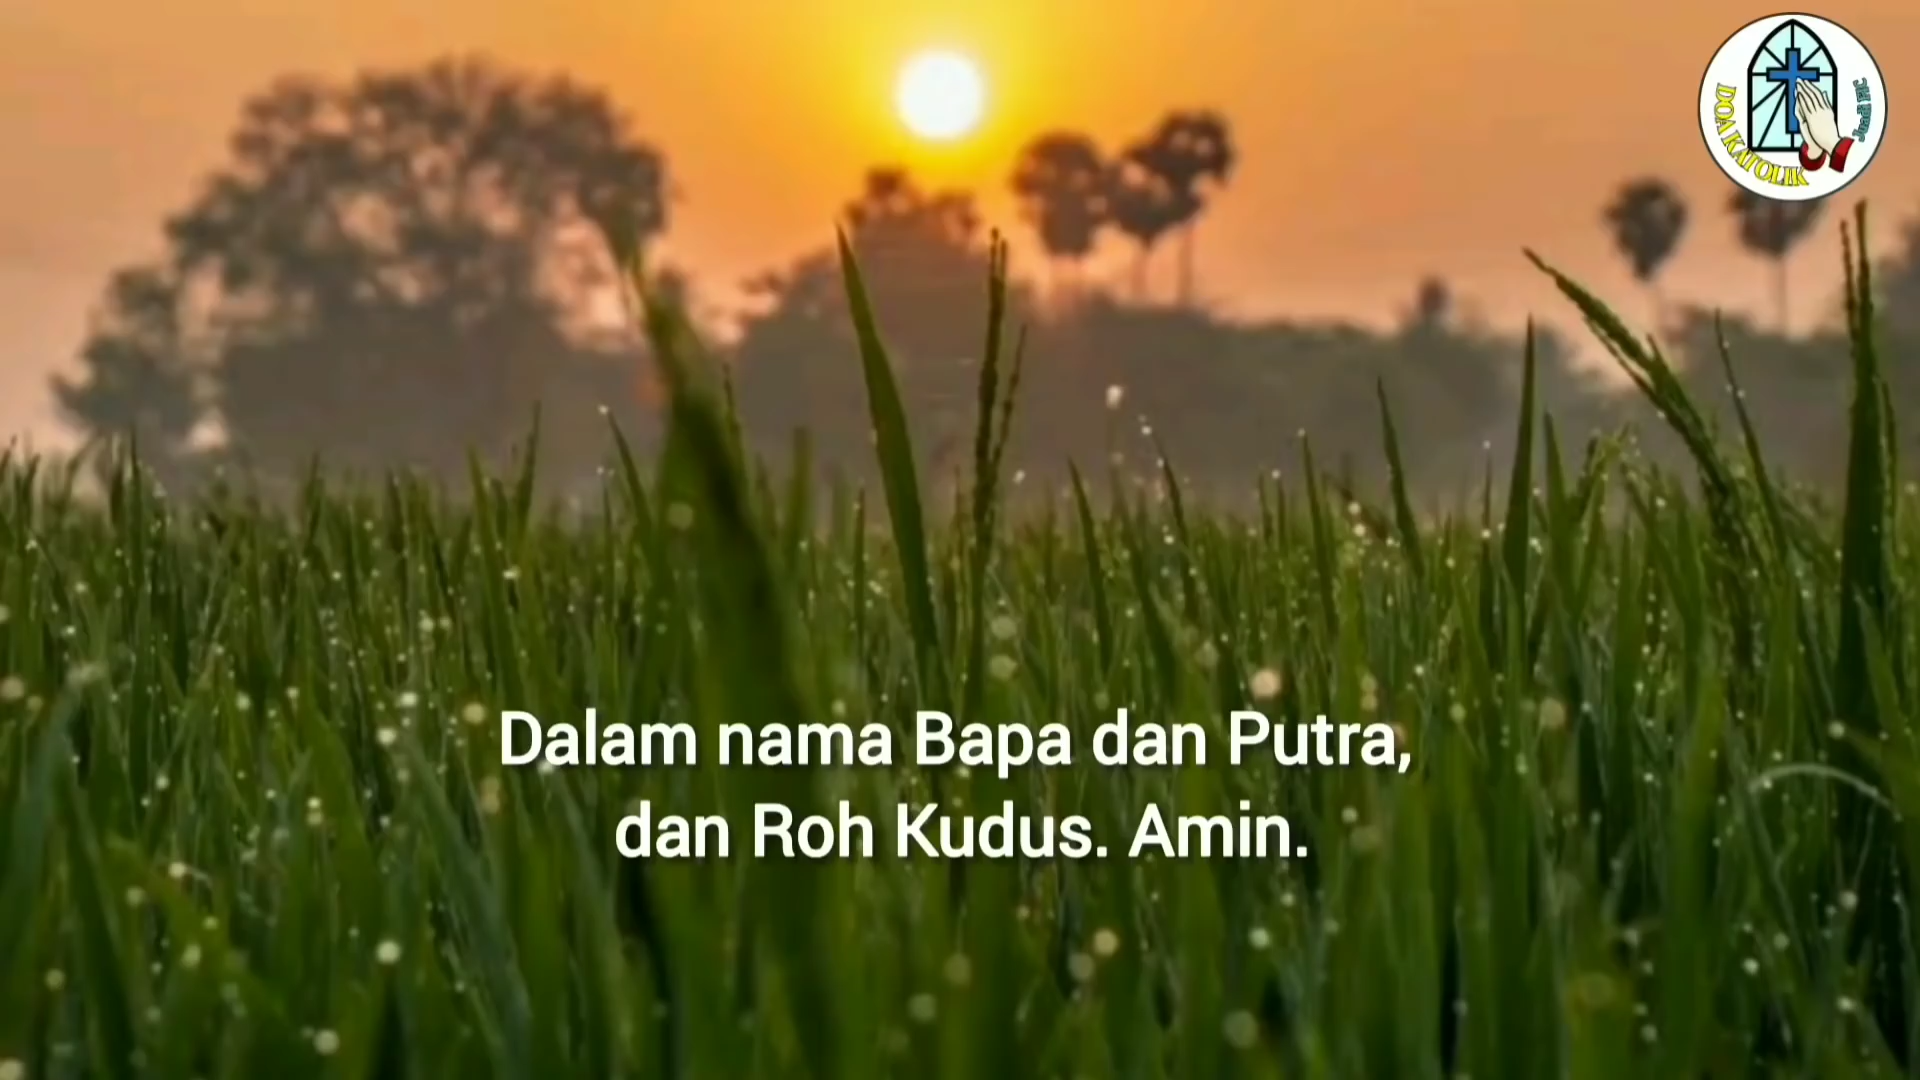 DOA KATOLIK
Dalam nama Bapa dan Putra,
dan Roh Kudus. Amin.